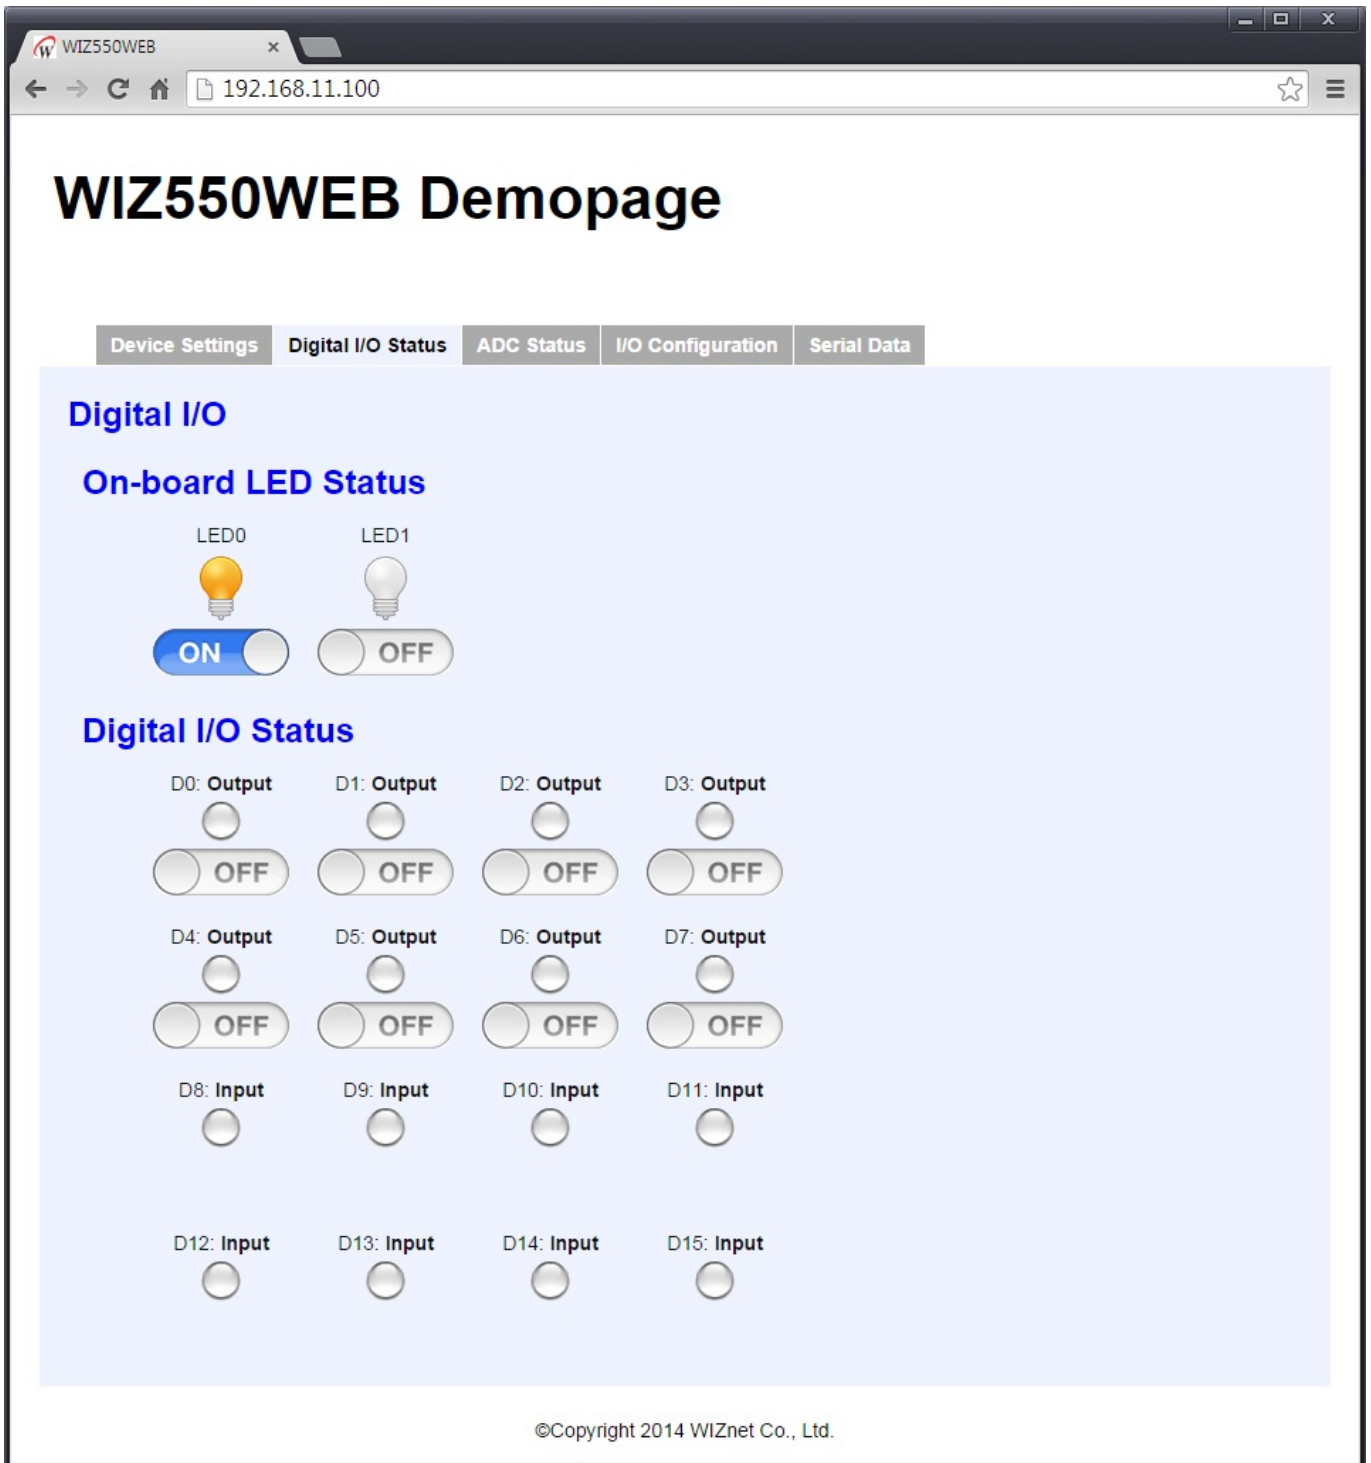 WIZ550WEB
192.168.11.100
WIZ550WEB Demopage
Device Settings Digital I/O Status ADC Status I/O Configuration Serial Data
Digital I/O
On-board LED Status
LED0 LED1
ON OFF
Digital I/O Status
D0: Output D1: Output D2: Output D3: Output
OFF OFF OFF OFF
D4: Output D5: Output D6: Output D7: Output
OFF OFF OFF OFF
D8: Input D9: Input D10: Input D11: Input
D12: Input D13: Input D14: Input D15: Input
©Copyright 2014 WIZnet Co., Ltd.